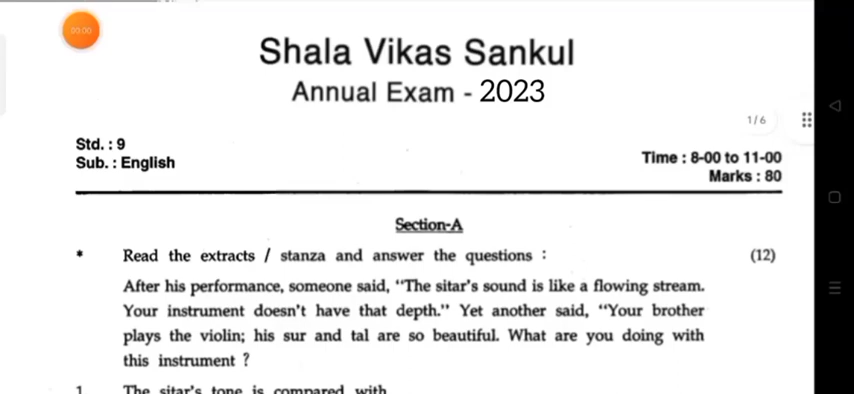 00:00
Shala Vikas Sankul
Annual Exam - 2023
1/6
Std. : 9
Sub. : English
Time : 8-00 to 11-00
Marks : 80
Section-A
* Read the extracts / stanza and answer the questions : (12)
After his performance, someone said, "The sitar's sound is like a flowing stream.
Your instrument doesn't have that depth." Yet another said, "Your brother
plays the violin; his sur and tal are so beautiful. What are you doing with
this instrument ?
1 The sitar's tone is compared with